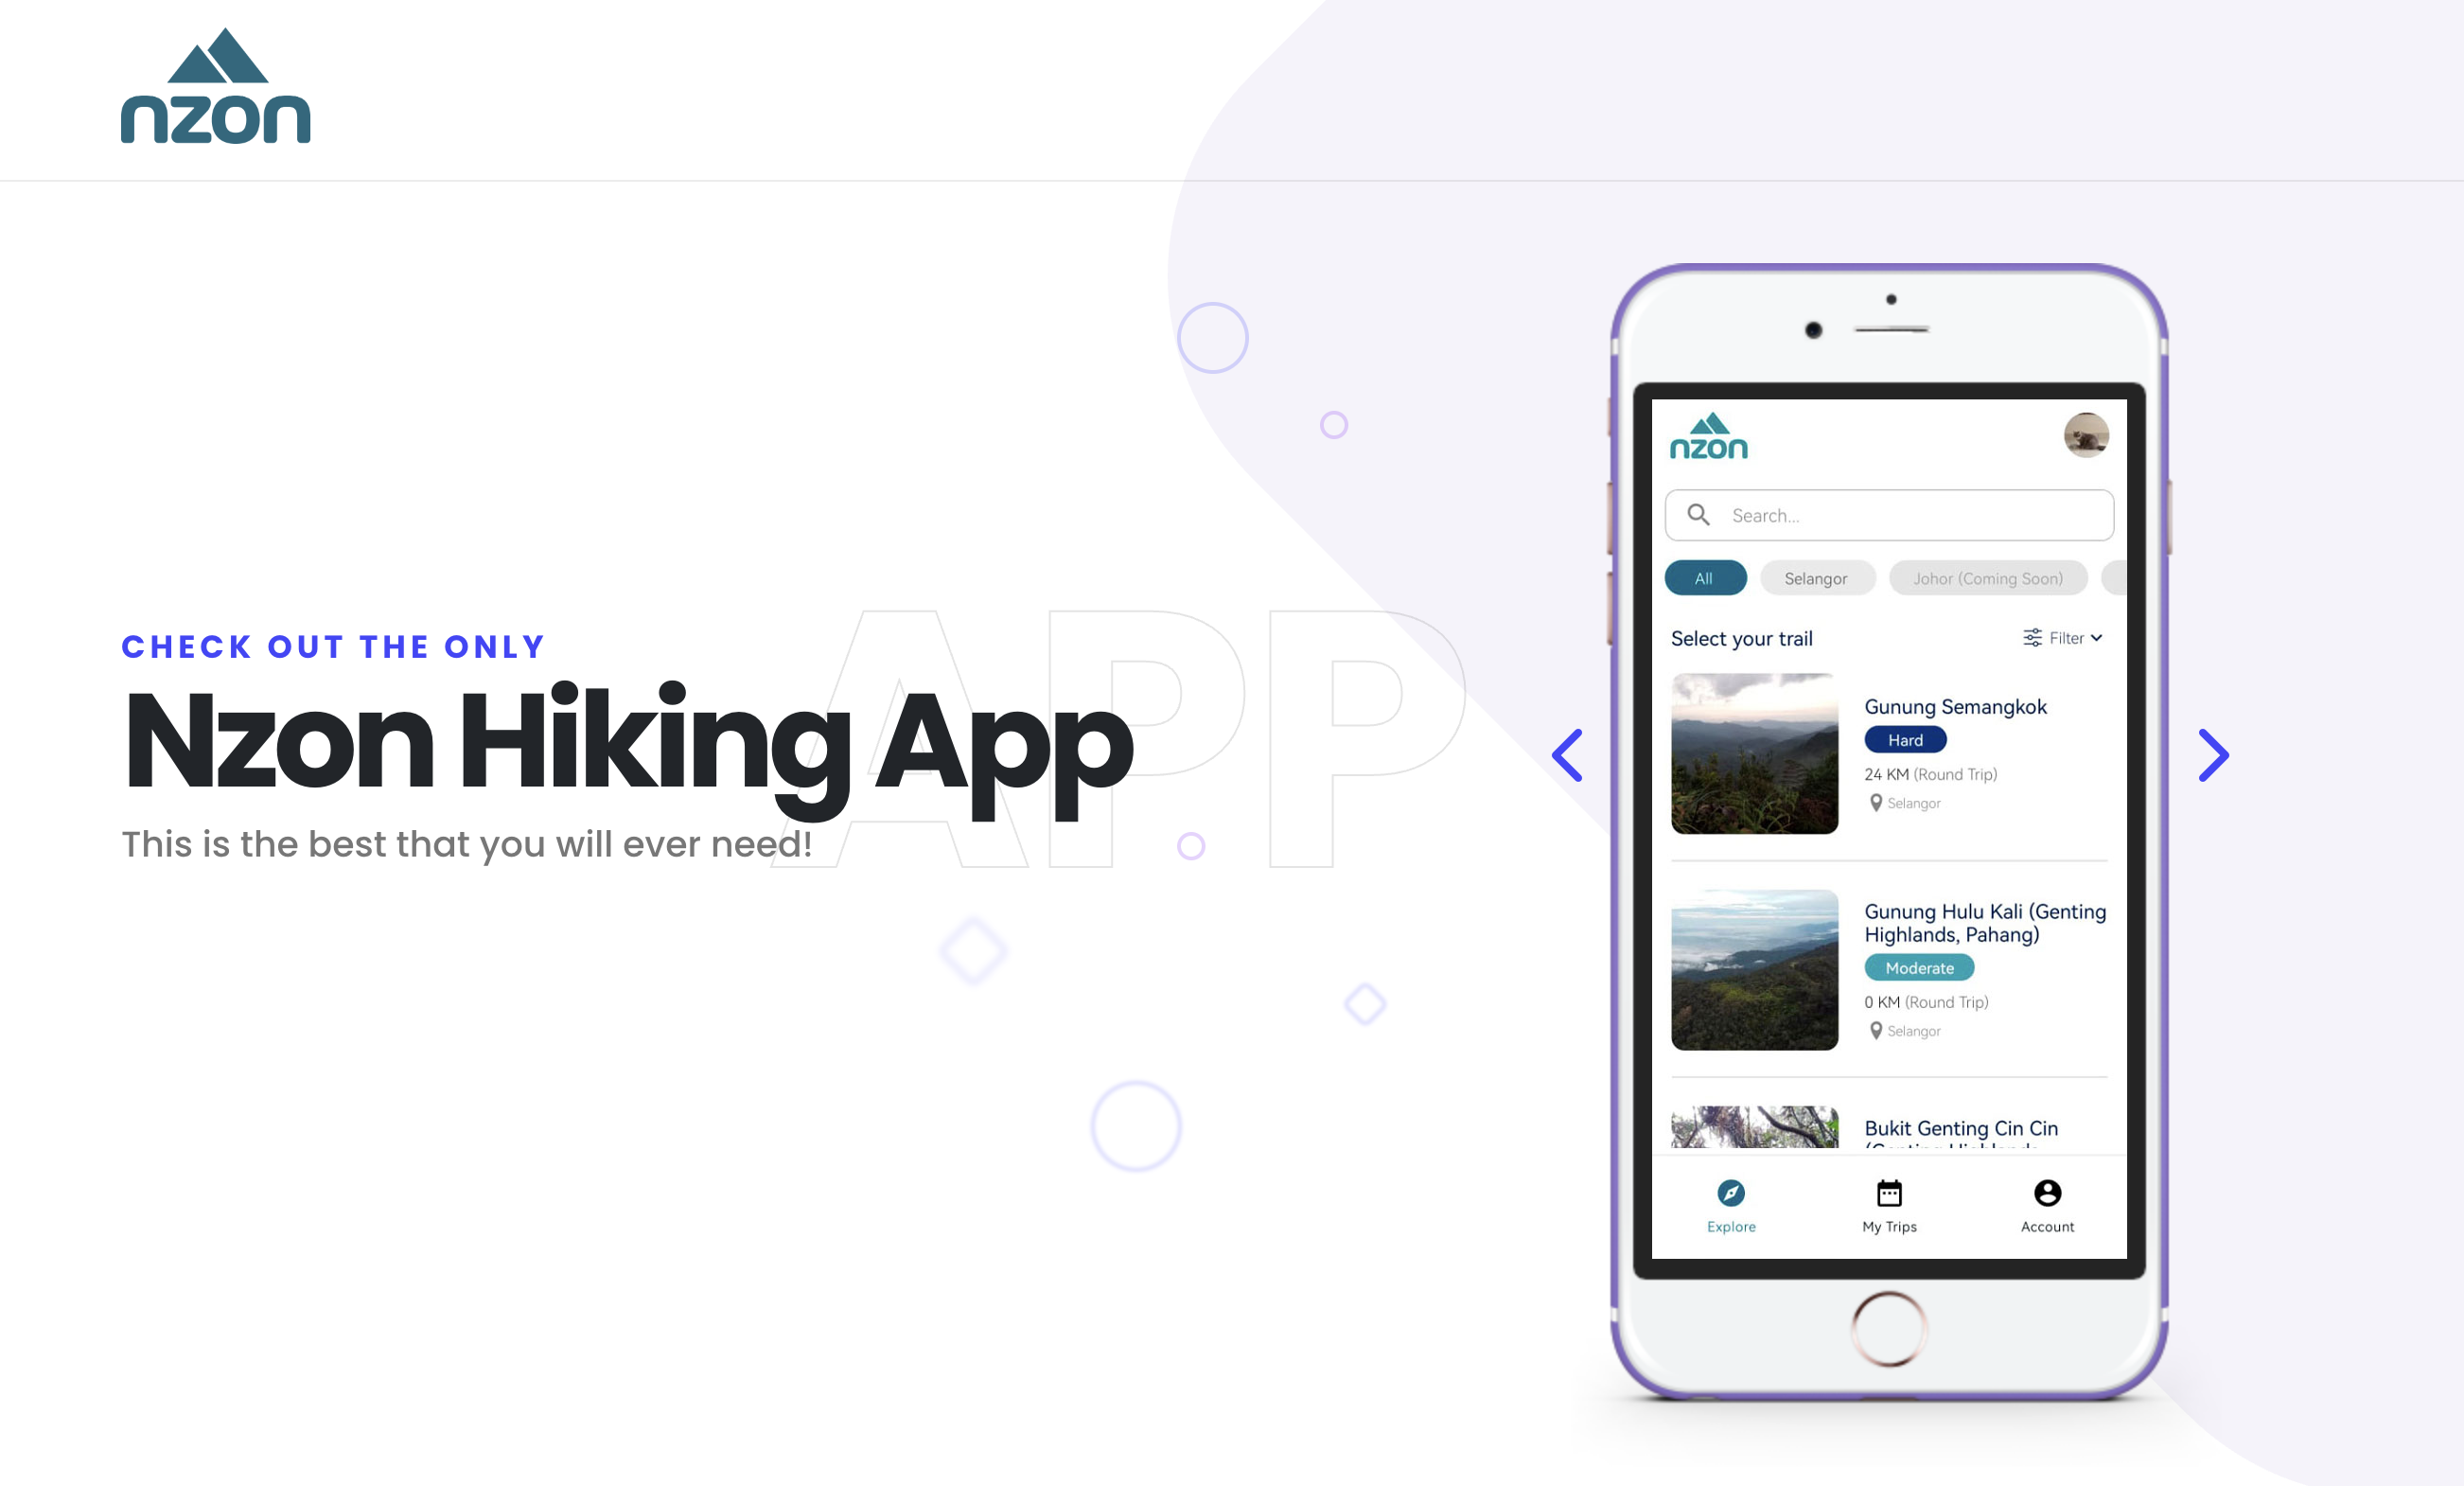 nzon
CHECK OUT THE ONLY
APP
Nzon Hiking App
This is the best that you will ever need!
nzon
Search...
All
Selangor
Johor (Coming Soon)
Select your trail
Filter
Gunung Semangkok
Hard
24 KM (Round Trip)
Selangor
Gunung Hulu Kali (Genting
Highlands, Pahang)
Moderate
0 KM (Round Trip)
Selangor
Bukit Genting Cin Cin
Explore
My Trips
Account